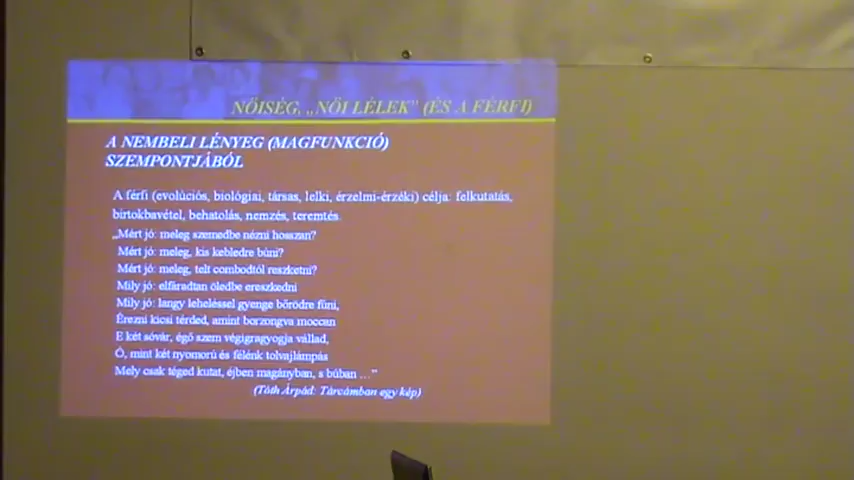 NŐISÉG, „NŐI LÉLEK” (ÉS A FÉRFI)
A NEMBELI LÉNYEG (MAGFUNKCIÓ)
SZEMPONTJÁBÓL
A férfi (evolúciós, biológiai, társas, lelki, érzelmi-érzéki) célja: felkutatás,
birtokbavétel, behatolás, nemzés, teremtés.
„Mért jó: meleg szemedbe nézni hosszan?
Mért jó: meleg, kis kebledre búni?
Mért jó: meleg, telt combodtól reszketni?
Mily jó: elfáradtan öledbe ereszkedni
Mily jó: langy leheléssel gyenge bőrödre fúni,
Érezni kicsi térded, amint borzongva moccan
E két sóvár, égő szem végigragyogja vállad,
Ó, mint két nyomorú és félénk tolvajlámpás
Mely csak téged kutat, éjben magányban, s búban …”
(Tóth Árpád: Tárcámban egy kép)